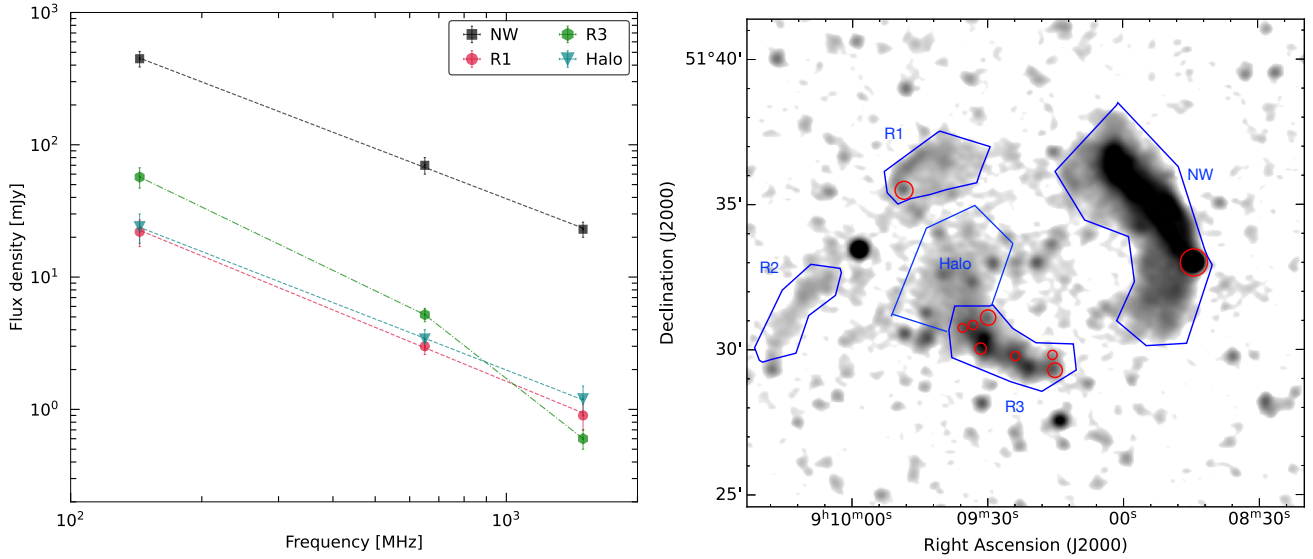 10³
10²
10¹
10⁰
Flux density [mJy]
NW
R1
R3
Halo
10²
10³
Frequency [MHz]
51°40'
35'
30'
25'
Declination (J2000)
R1
NW
R2
Halo
R3
9ʰ10ᵐ00ˢ
09ᵐ30ˢ
00ˢ
08ᵐ30ˢ
Right Ascension (J2000)